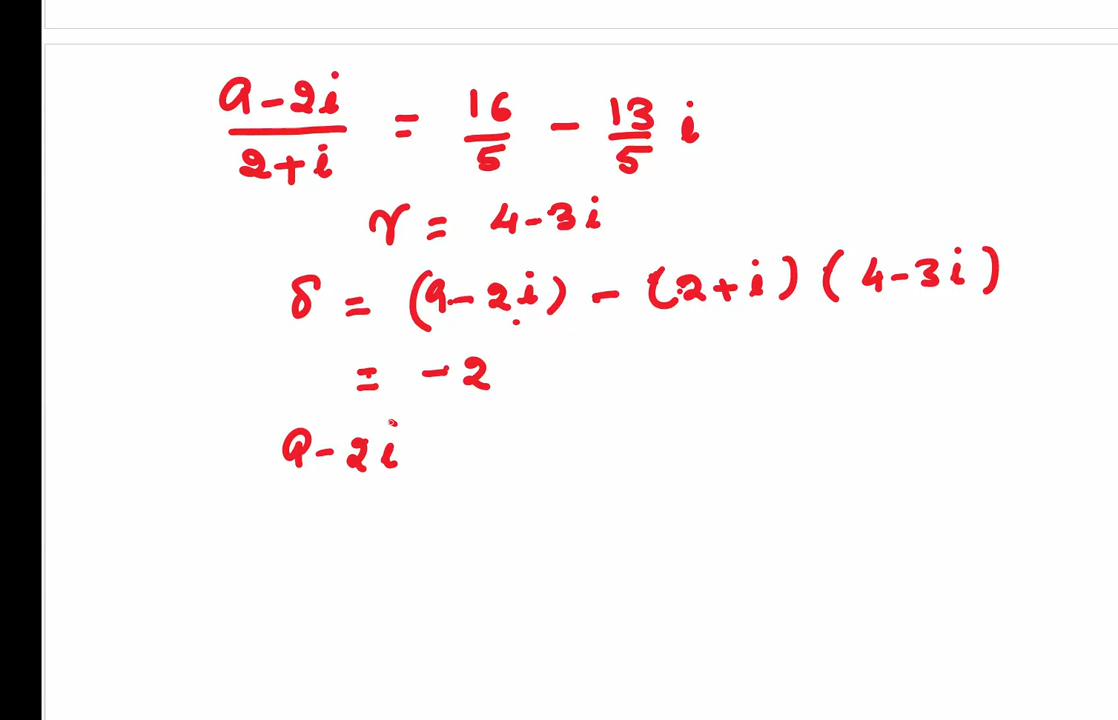 9-2i / 2+i = 16/5 - 13/5 i
γ = 4-3i
δ = (9-2i) - (2+i) (4-3i)
= -2
9-2i